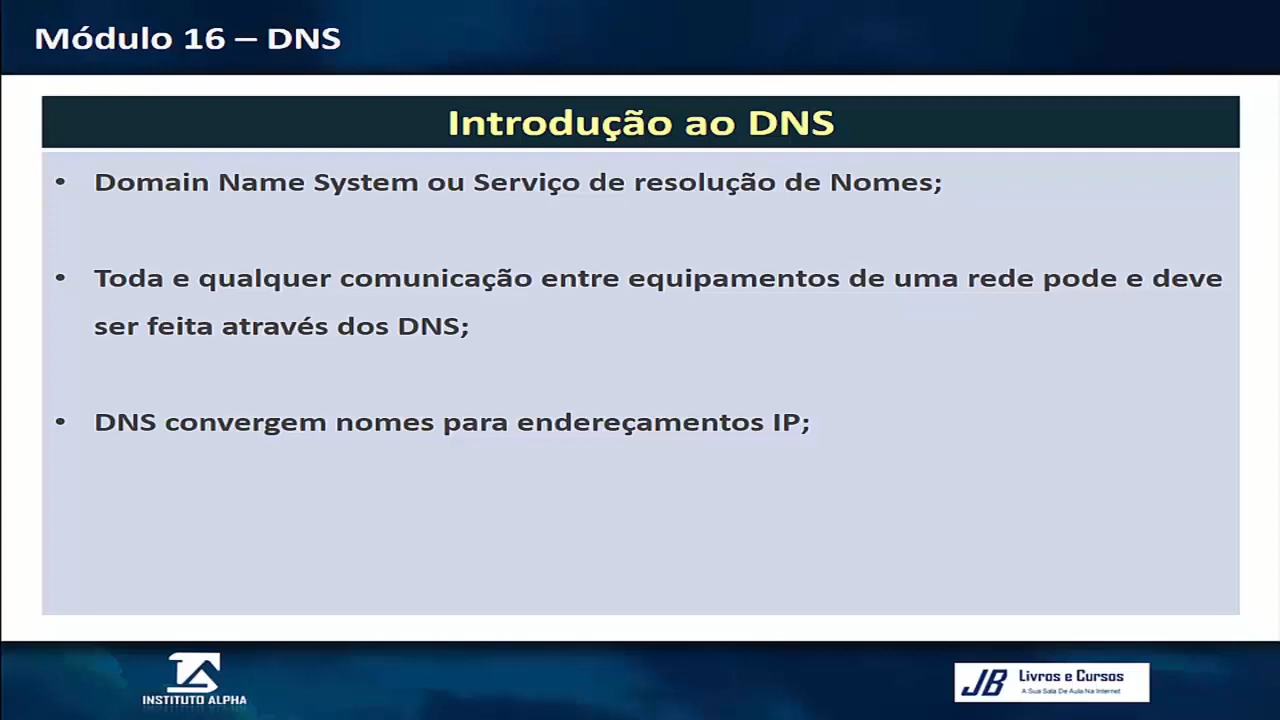 Módulo 16 – DNS
Introdução ao DNS
• Domain Name System ou Serviço de resolução de Nomes;
• Toda e qualquer comunicação entre equipamentos de uma rede pode e deve
ser feita através dos DNS;
• DNS convergem nomes para endereçamentos IP;
INSTITUTO ALPHA
JB Livros e Cursos
A Sua Sala De Aula Na Internet